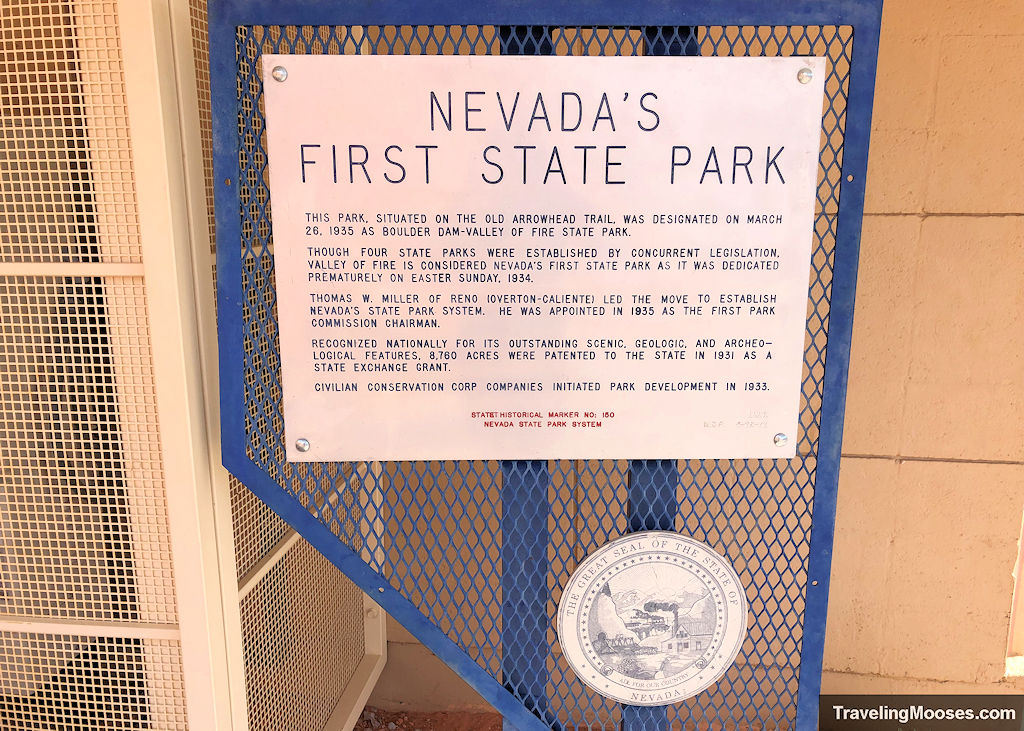 NEVADA'S
FIRST STATE PARK
THIS PARK, SITUATED ON THE OLD ARROWHEAD TRAIL, WAS DESIGNATED ON MARCH
26, 1935 AS BOULDER DAM-VALLEY OF FIRE STATE PARK.
THOUGH FOUR STATE PARKS WERE ESTABLISHED BY CONCURRENT LEGISLATION,
VALLEY OF FIRE IS CONSIDERED NEVADA'S FIRST STATE PARK AS IT WAS DEDICATED
PREMATURELY ON EASTER SUNDAY, 1934.
THOMAS W. MILLER OF RENO (OVERTON-CALIENTE) LED THE MOVE TO ESTABLISH
NEVADA'S STATE PARK SYSTEM. HE WAS APPOINTED IN 1935 AS THE FIRST PARK
COMMISSION CHAIRMAN.
RECOGNIZED NATIONALLY FOR ITS OUTSTANDING SCENIC, GEOLOGIC, AND ARCHEO-
LOGICAL FEATURES, 8,760 ACRES WERE PATENTED TO THE STATE IN 1931 AS A
STATE EXCHANGE GRANT.
CIVILIAN CONSERVATION CORP COMPANIES INITIATED PARK DEVELOPMENT IN 1933.
STATE HISTORICAL MARKER NO: 150
NEVADA STATE PARK SYSTEM
THE GREAT SEAL OF THE STATE OF
ALL FOR OUR COUNTRY
NEVADA
TravelingMooses.com